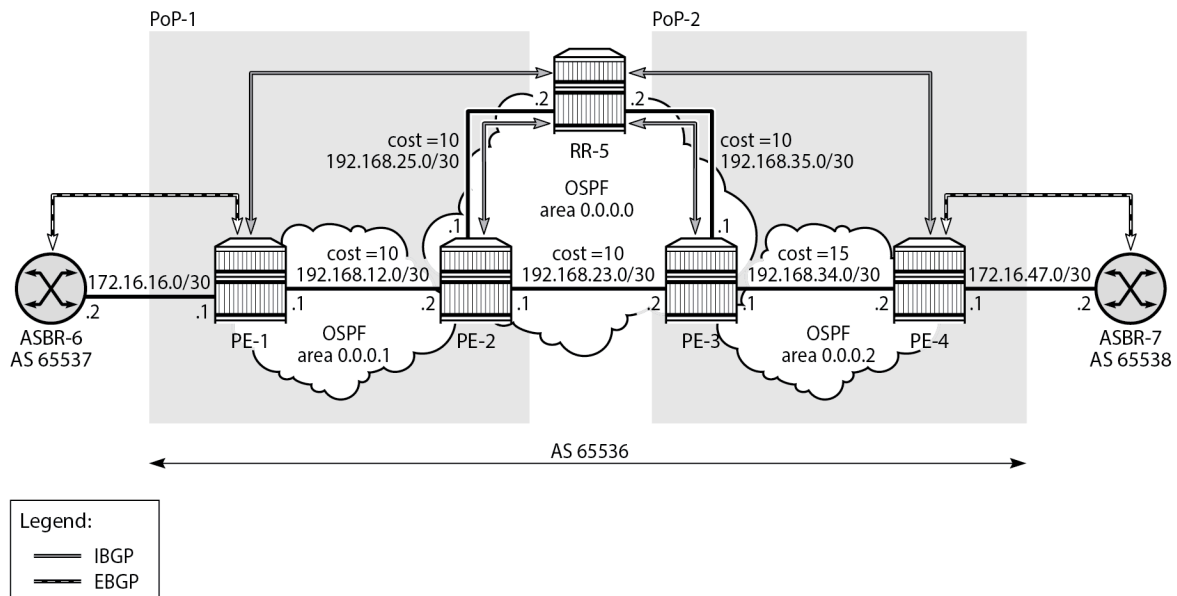 PoP-1
PoP-2
.2
.2
RR-5
cost =10
192.168.25.0/30
cost =10
192.168.35.0/30
OSPF
area 0.0.0.0
.1
.1
172.16.16.0/30
.2
.1
cost =10
192.168.12.0/30
.1
.2
cost =10
192.168.23.0/30
.1
.2
cost =15
192.168.34.0/30
.1
.2
172.16.47.0/30
.1
.2
ASBR-6
AS 65537
PE-1
OSPF
area 0.0.0.1
PE-2
PE-3
OSPF
area 0.0.0.2
PE-4
ASBR-7
AS 65538
AS 65536
Legend:
IBGP
EBGP